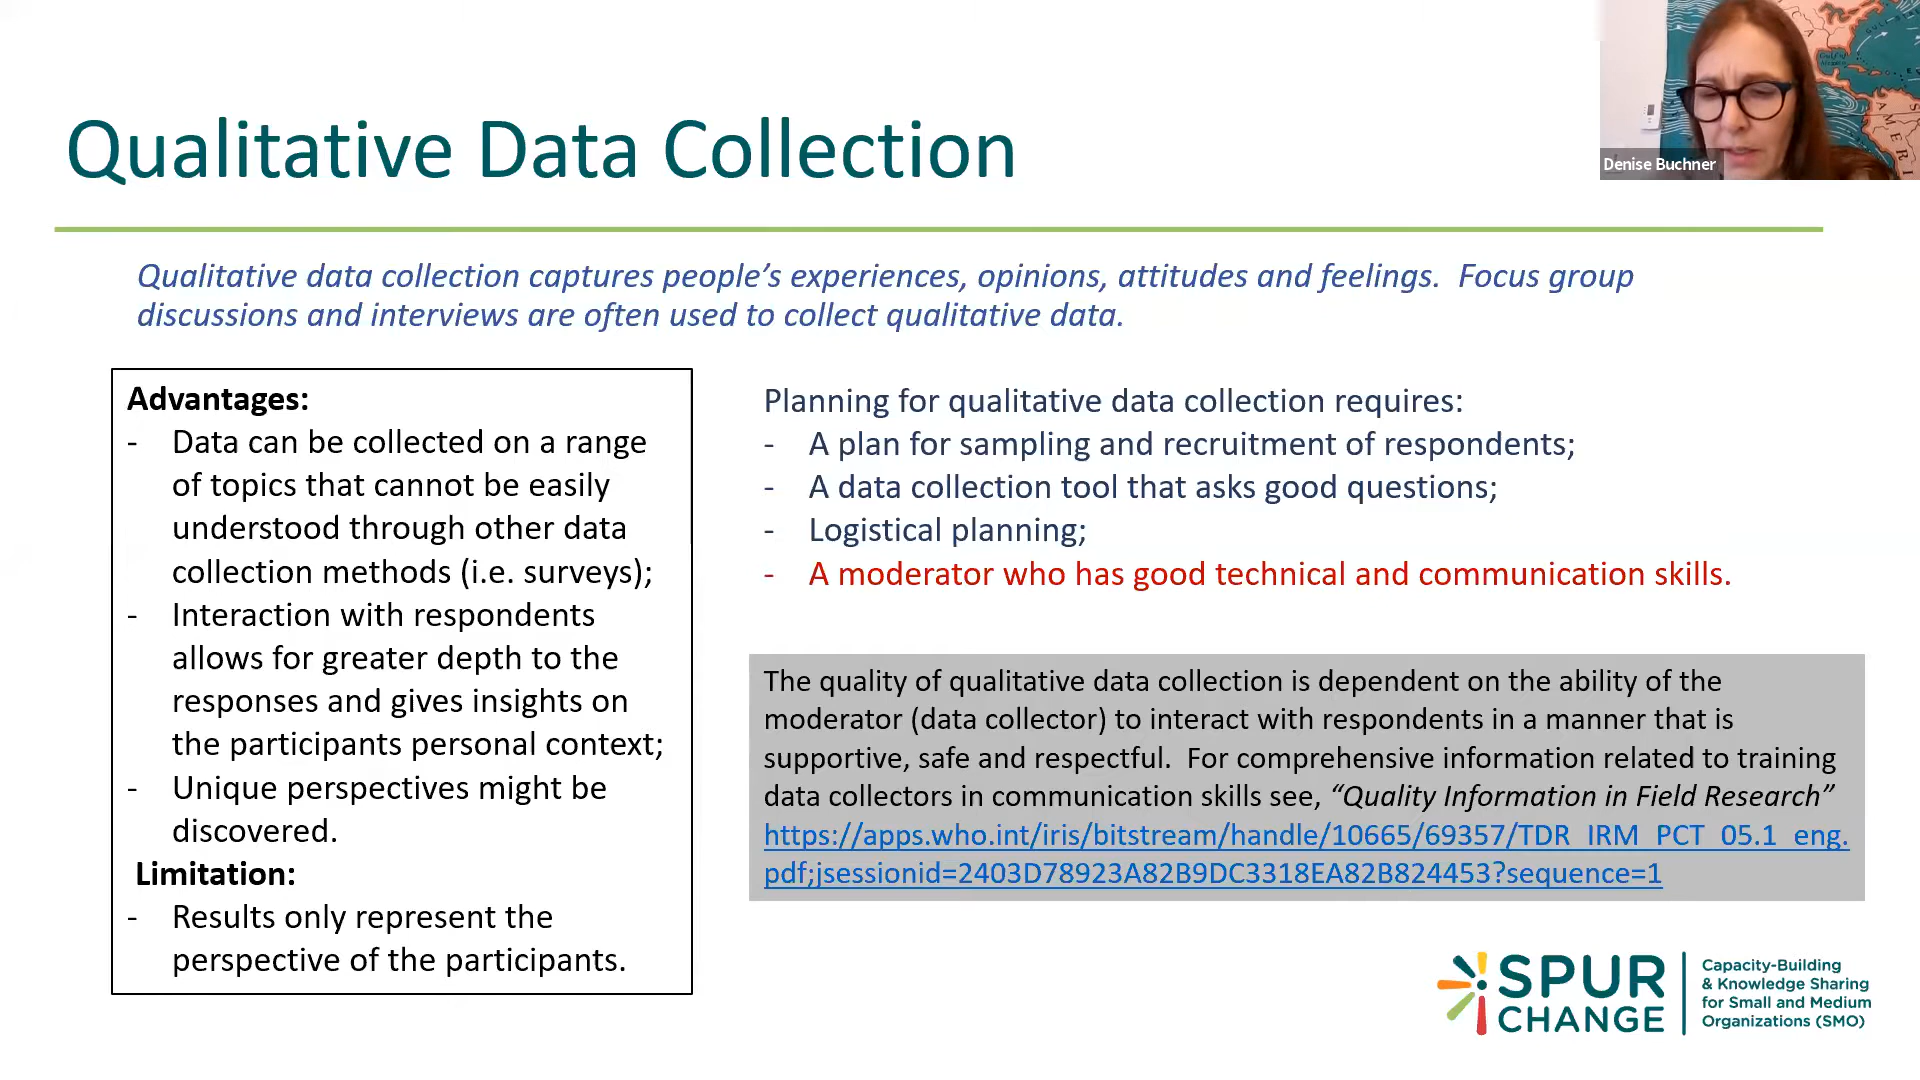 Qualitative Data Collection
Denise Buchner
Qualitative data collection captures people’s experiences, opinions, attitudes and feelings.  Focus group
discussions and interviews are often used to collect qualitative data.
Advantages:
- Data can be collected on a range
of topics that cannot be easily
understood through other data
collection methods (i.e. surveys);
- Interaction with respondents
allows for greater depth to the
responses and gives insights on
the participants personal context;
- Unique perspectives might be
discovered.
Limitation:
- Results only represent the
perspective of the participants.
Planning for qualitative data collection requires:
- A plan for sampling and recruitment of respondents;
- A data collection tool that asks good questions;
- Logistical planning;
- A moderator who has good technical and communication skills.
The quality of qualitative data collection is dependent on the ability of the
moderator (data collector) to interact with respondents in a manner that is
supportive, safe and respectful.  For comprehensive information related to training
data collectors in communication skills see, “Quality Information in Field Research”
https://apps.who.int/iris/bitstream/handle/10665/69357/TDR_IRM_PCT_05.1_eng.
pdf;jsessionid=2403D78923A82B9DC3318EA82B824453?sequence=1
SPUR
CHANGE
Capacity-Building
& Knowledge Sharing
for Small and Medium
Organizations (SMO)